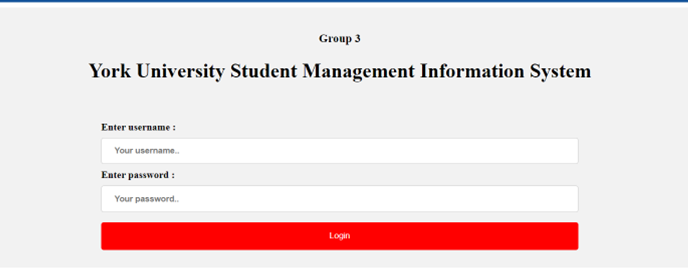 Group 3
York University Student Management Information System
Enter username :
Your username..
Enter password :
Your password..
Login